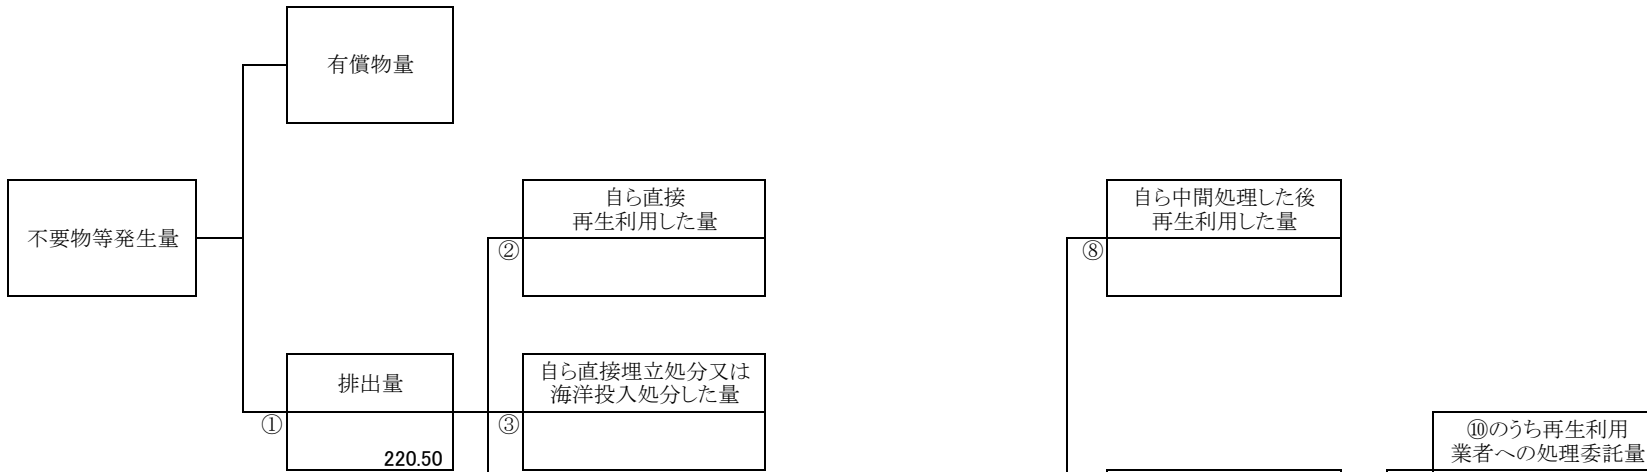 有償物量
不要物等発生量
自ら直接
再生利用した量
②
自ら中間処理した後
再生利用した量
⑧
排出量
①
220.50
自ら直接埋立処分又は
海洋投入処分した量
③
⑩のうち再生利用
業者への処理委託量